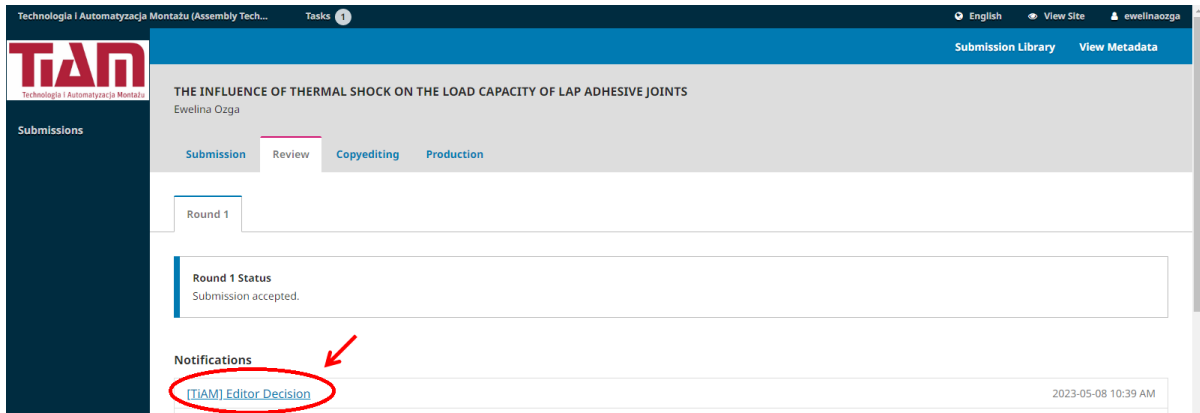 Technologia i Automatyzacja Montażu (Assembly Tech... Tasks 1 English View Site ewelinaozga
Submission Library View Metadata
TiAM
Technologia i Automatyzacja Montażu
Submissions
THE INFLUENCE OF THERMAL SHOCK ON THE LOAD CAPACITY OF LAP ADHESIVE JOINTS
Ewelina Ozga
Submission Review Copyediting Production
Round 1
Round 1 Status
Submission accepted.
Notifications
[TiAM] Editor Decision 2023-05-08 10:39 AM